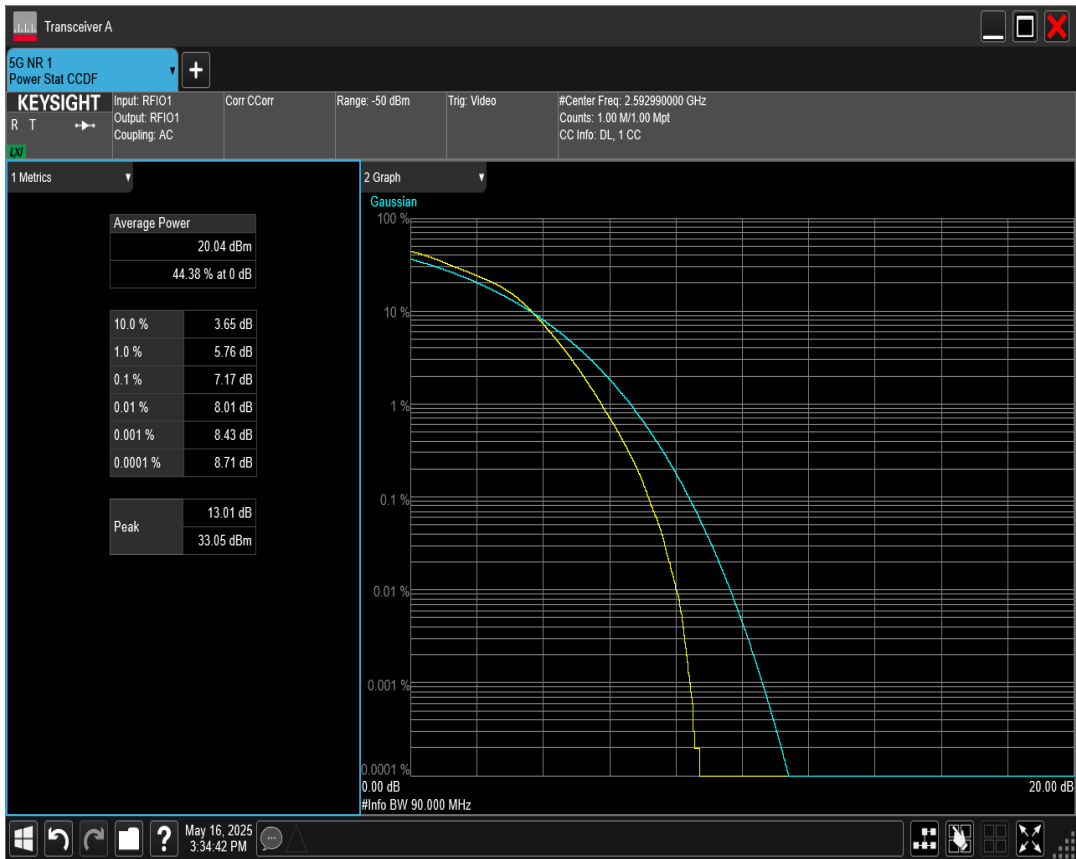 Transceiver A
5G NR 1
Power Stat CCDF
+
KEYSIGHT
R T
LXI
Input: RFIO1
Output: RFIO1
Coupling: AC
Corr CCorr
Range: -50 dBm
Trig: Video
#Center Freq: 2.592990000 GHz
Counts: 1.00 M/1.00 Mpt
CC Info: DL, 1 CC
1 Metrics
Average Power
20.04 dBm
44.38 % at 0 dB
10.0 % 3.65 dB
1.0 % 5.76 dB
0.1 % 7.17 dB
0.01 % 8.01 dB
0.001 % 8.43 dB
0.0001 % 8.71 dB
Peak
13.01 dB
33.05 dBm
2 Graph
Gaussian
100 %
10 %
1 %
0.1 %
0.01 %
0.001 %
0.0001 %
0.00 dB 20.00 dB
#Info BW 90.000 MHz
?
May 16, 2025
3:34:42 PM